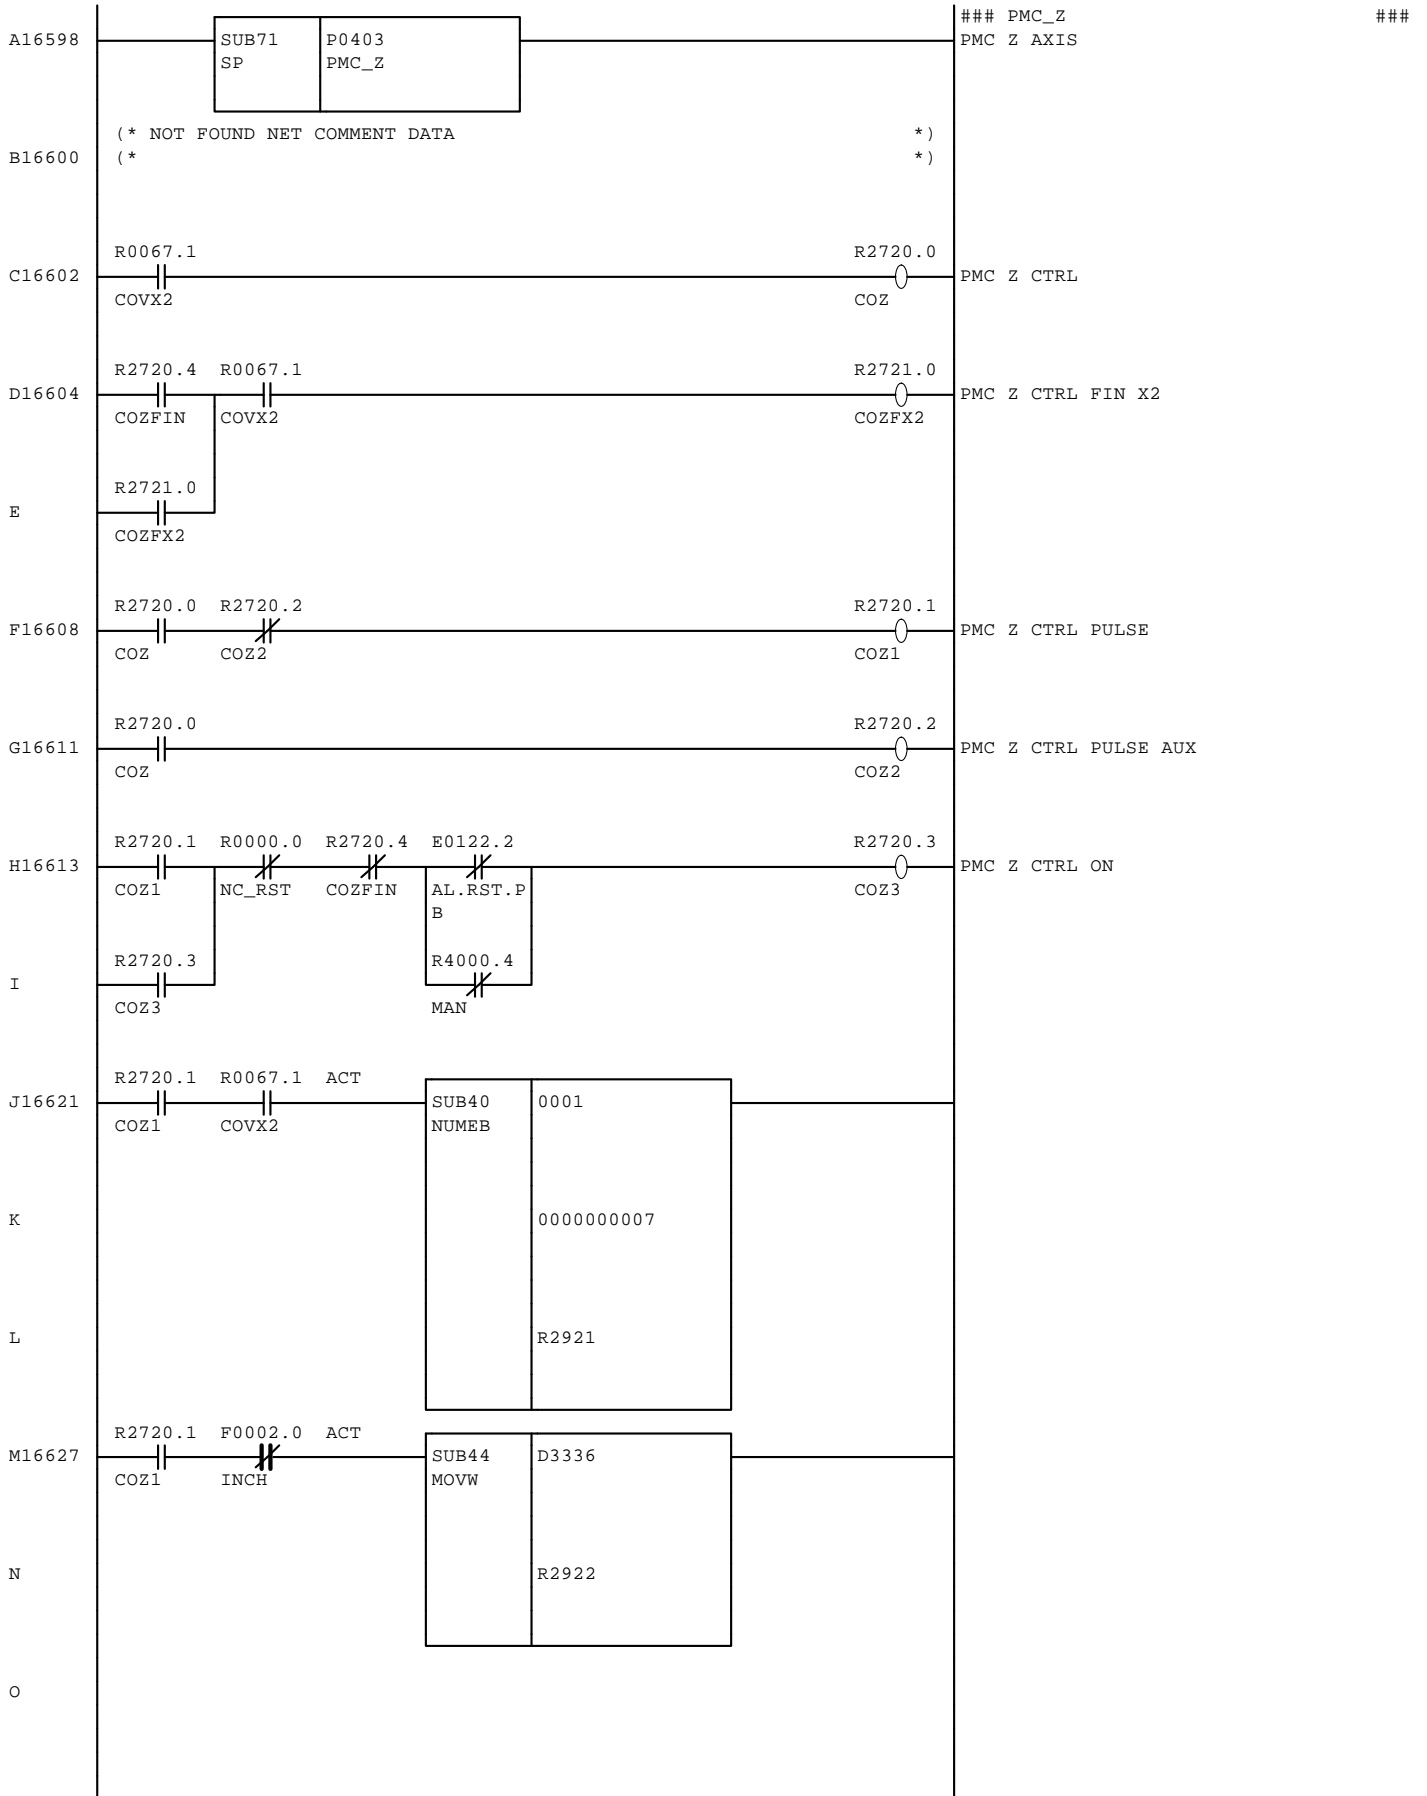 ### PMC_Z ###
A16598 SUB71 P0403 PMC Z AXIS
SP PMC_Z
(* NOT FOUND NET COMMENT DATA *)
B16600 (* *)
R0067.1 R2720.0
C16602 PMC Z CTRL
COVX2 COZ
R2720.4 R0067.1 R2721.0
D16604 PMC Z CTRL FIN X2
COZFIN COVX2 COZFX2
R2721.0
E
COZFX2
R2720.0 R2720.2 R2720.1
F16608 PMC Z CTRL PULSE
COZ COZ2 COZ1
R2720.0 R2720.2
G16611 PMC Z CTRL PULSE AUX
COZ COZ2
R2720.1 R0000.0 R2720.4 E0122.2 R2720.3
H16613 PMC Z CTRL ON
COZ1 NC_RST COZFIN AL.RST.P COZ3
B
R2720.3 R4000.4
I
COZ3 MAN
R2720.1 R0067.1 ACT
J16621 SUB40 0001
COZ1 COVX2 NUMEB
K 0000000007
L R2921
R2720.1 F0002.0 ACT
M16627 SUB44 D3336
COZ1 INCH MOVW
N R2922
O